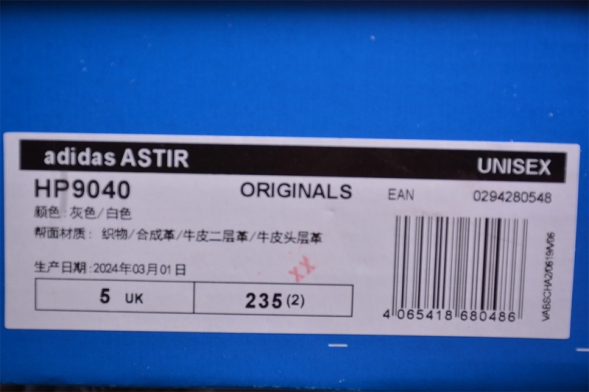 adidas ASTIR
UNISEX
HP9040
ORIGINALS
EAN
0294280548
颜色:灰色/白色
帮面材质: 织物/合成革/牛皮二层革/牛皮头层革
生产日期:2024年03月01日
XX
5 UK
235(2)
4 065418 680486